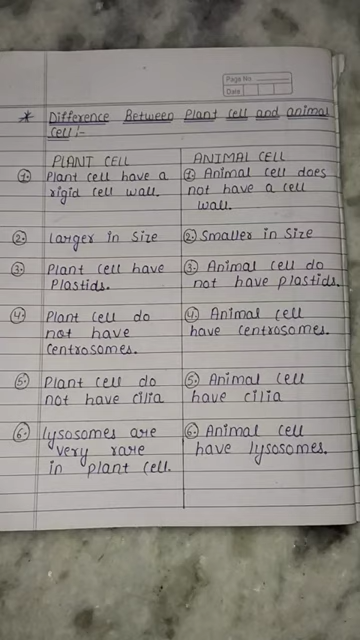 Page No.
Date
* Difference Between Plant cell and animal
cell :-
PLANT CELL
① Plant cell have a
rigid cell wall.
② Larger in Size
③ Plant cell have
Plastids.
④ Plant cell do
not have
Centrosomes.
⑤ Plant cell do
not have cilia
⑥ lysosomes are
very rare
in plant cell.
ANIMAL CELL
① Animal cell does
not have a cell
wall.
② Smaller in Size
③ Animal cell do
not have plastids.
④ Animal cell
have centrosomes.
⑤ Animal cell
have cilia
⑥ Animal cell
have lysosomes.